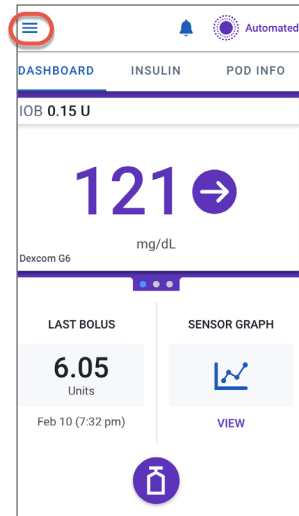 Automated
DASHBOARD INSULIN POD INFO
IOB 0.15 U
121
mg/dL
Dexcom G6
LAST BOLUS
6.05
Units
Feb 10 (7:32 pm)
SENSOR GRAPH
VIEW